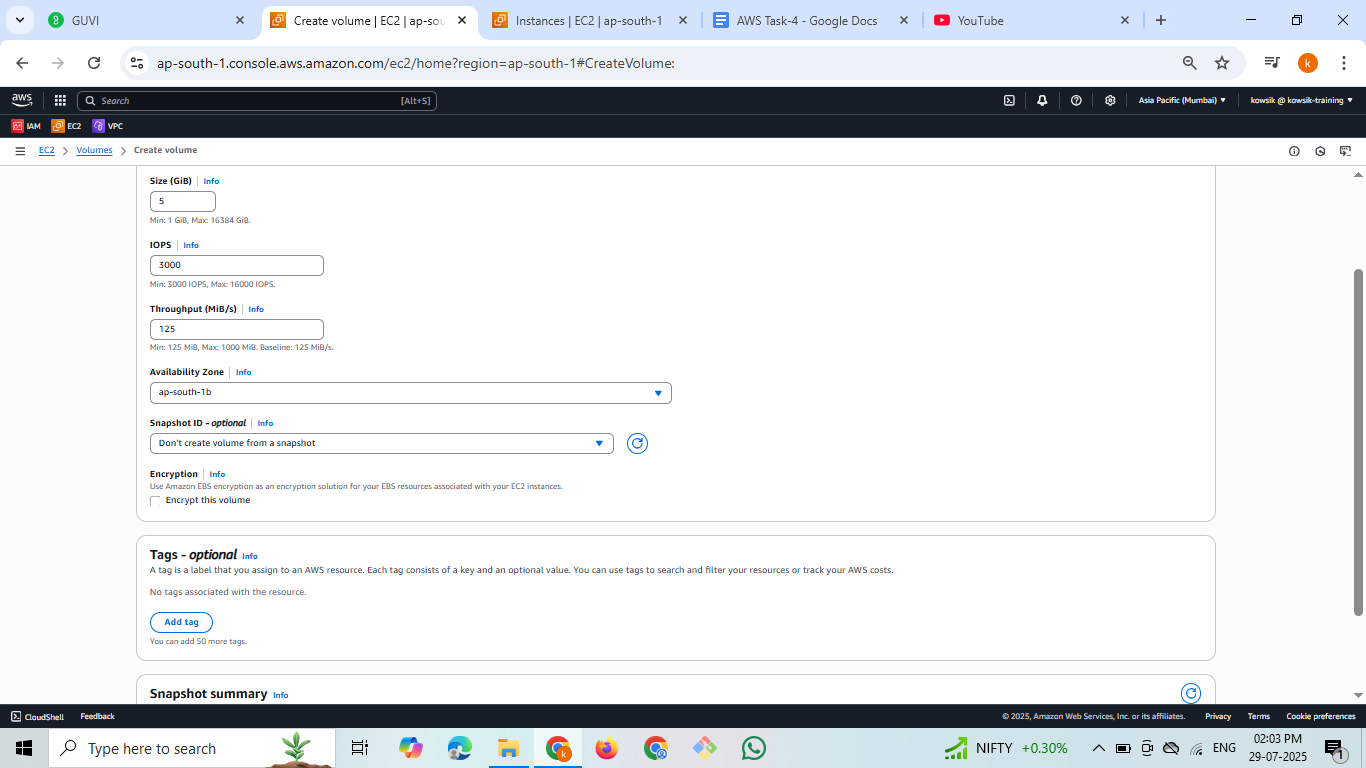 GUVI
Create volume | EC2 | ap-sou
Instances | EC2 | ap-south-1
AWS Task-4 - Google Docs
YouTube
ap-south-1.console.aws.amazon.com/ec2/home?region=ap-south-1#CreateVolume:
k
aws
Search
[Alt+S]
Asia Pacific (Mumbai)
kowsik @ kowsik-training
IAM
EC2
VPC
EC2 > Volumes > Create volume
Size (GiB) | Info
5
Min: 1 GiB, Max: 16384 GiB.
IOPS | Info
3000
Min: 3000 IOPS, Max: 16000 IOPS.
Throughput (MiB/s) | Info
125
Min: 125 MiB, Max: 1000 MiB. Baseline: 125 MiB/s.
Availability Zone | Info
ap-south-1b
Snapshot ID - optional | Info
Don't create volume from a snapshot
Encryption | Info
Use Amazon EBS encryption as an encryption solution for your EBS resources associated with your EC2 instances.
Encrypt this volume
Tags - optional Info
A tag is a label that you assign to an AWS resource. Each tag consists of a key and an optional value. You can use tags to search and filter your resources or track your AWS costs.
No tags associated with the resource.
Add tag
You can add 50 more tags.
Snapshot summary Info
CloudShell
Feedback
© 2025, Amazon Web Services, Inc. or its affiliates.
Privacy
Terms
Cookie preferences
Type here to search
NIFTY +0.30%
ENG
02:03 PM
29-07-2025
1